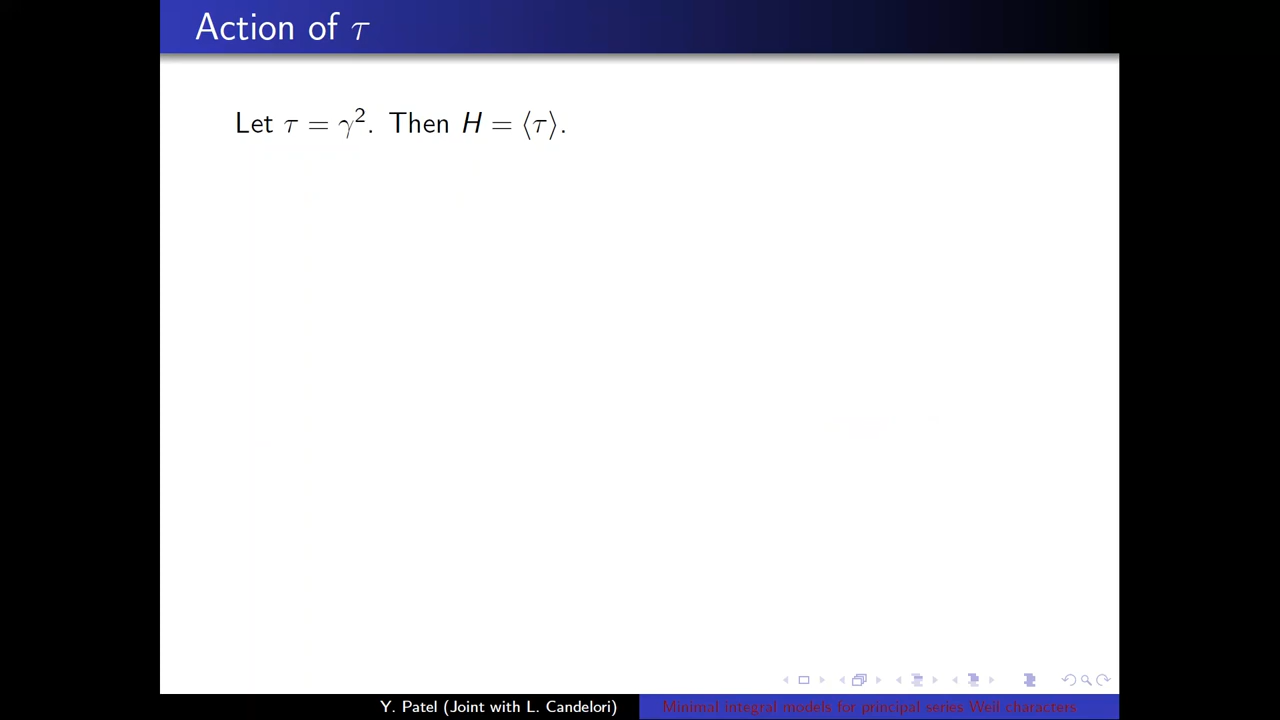 Action of τ
Let τ = γ². Then H = ⟨τ⟩.
Y. Patel (Joint with L. Candelori)
Minimal integral models for principal series Weil characters